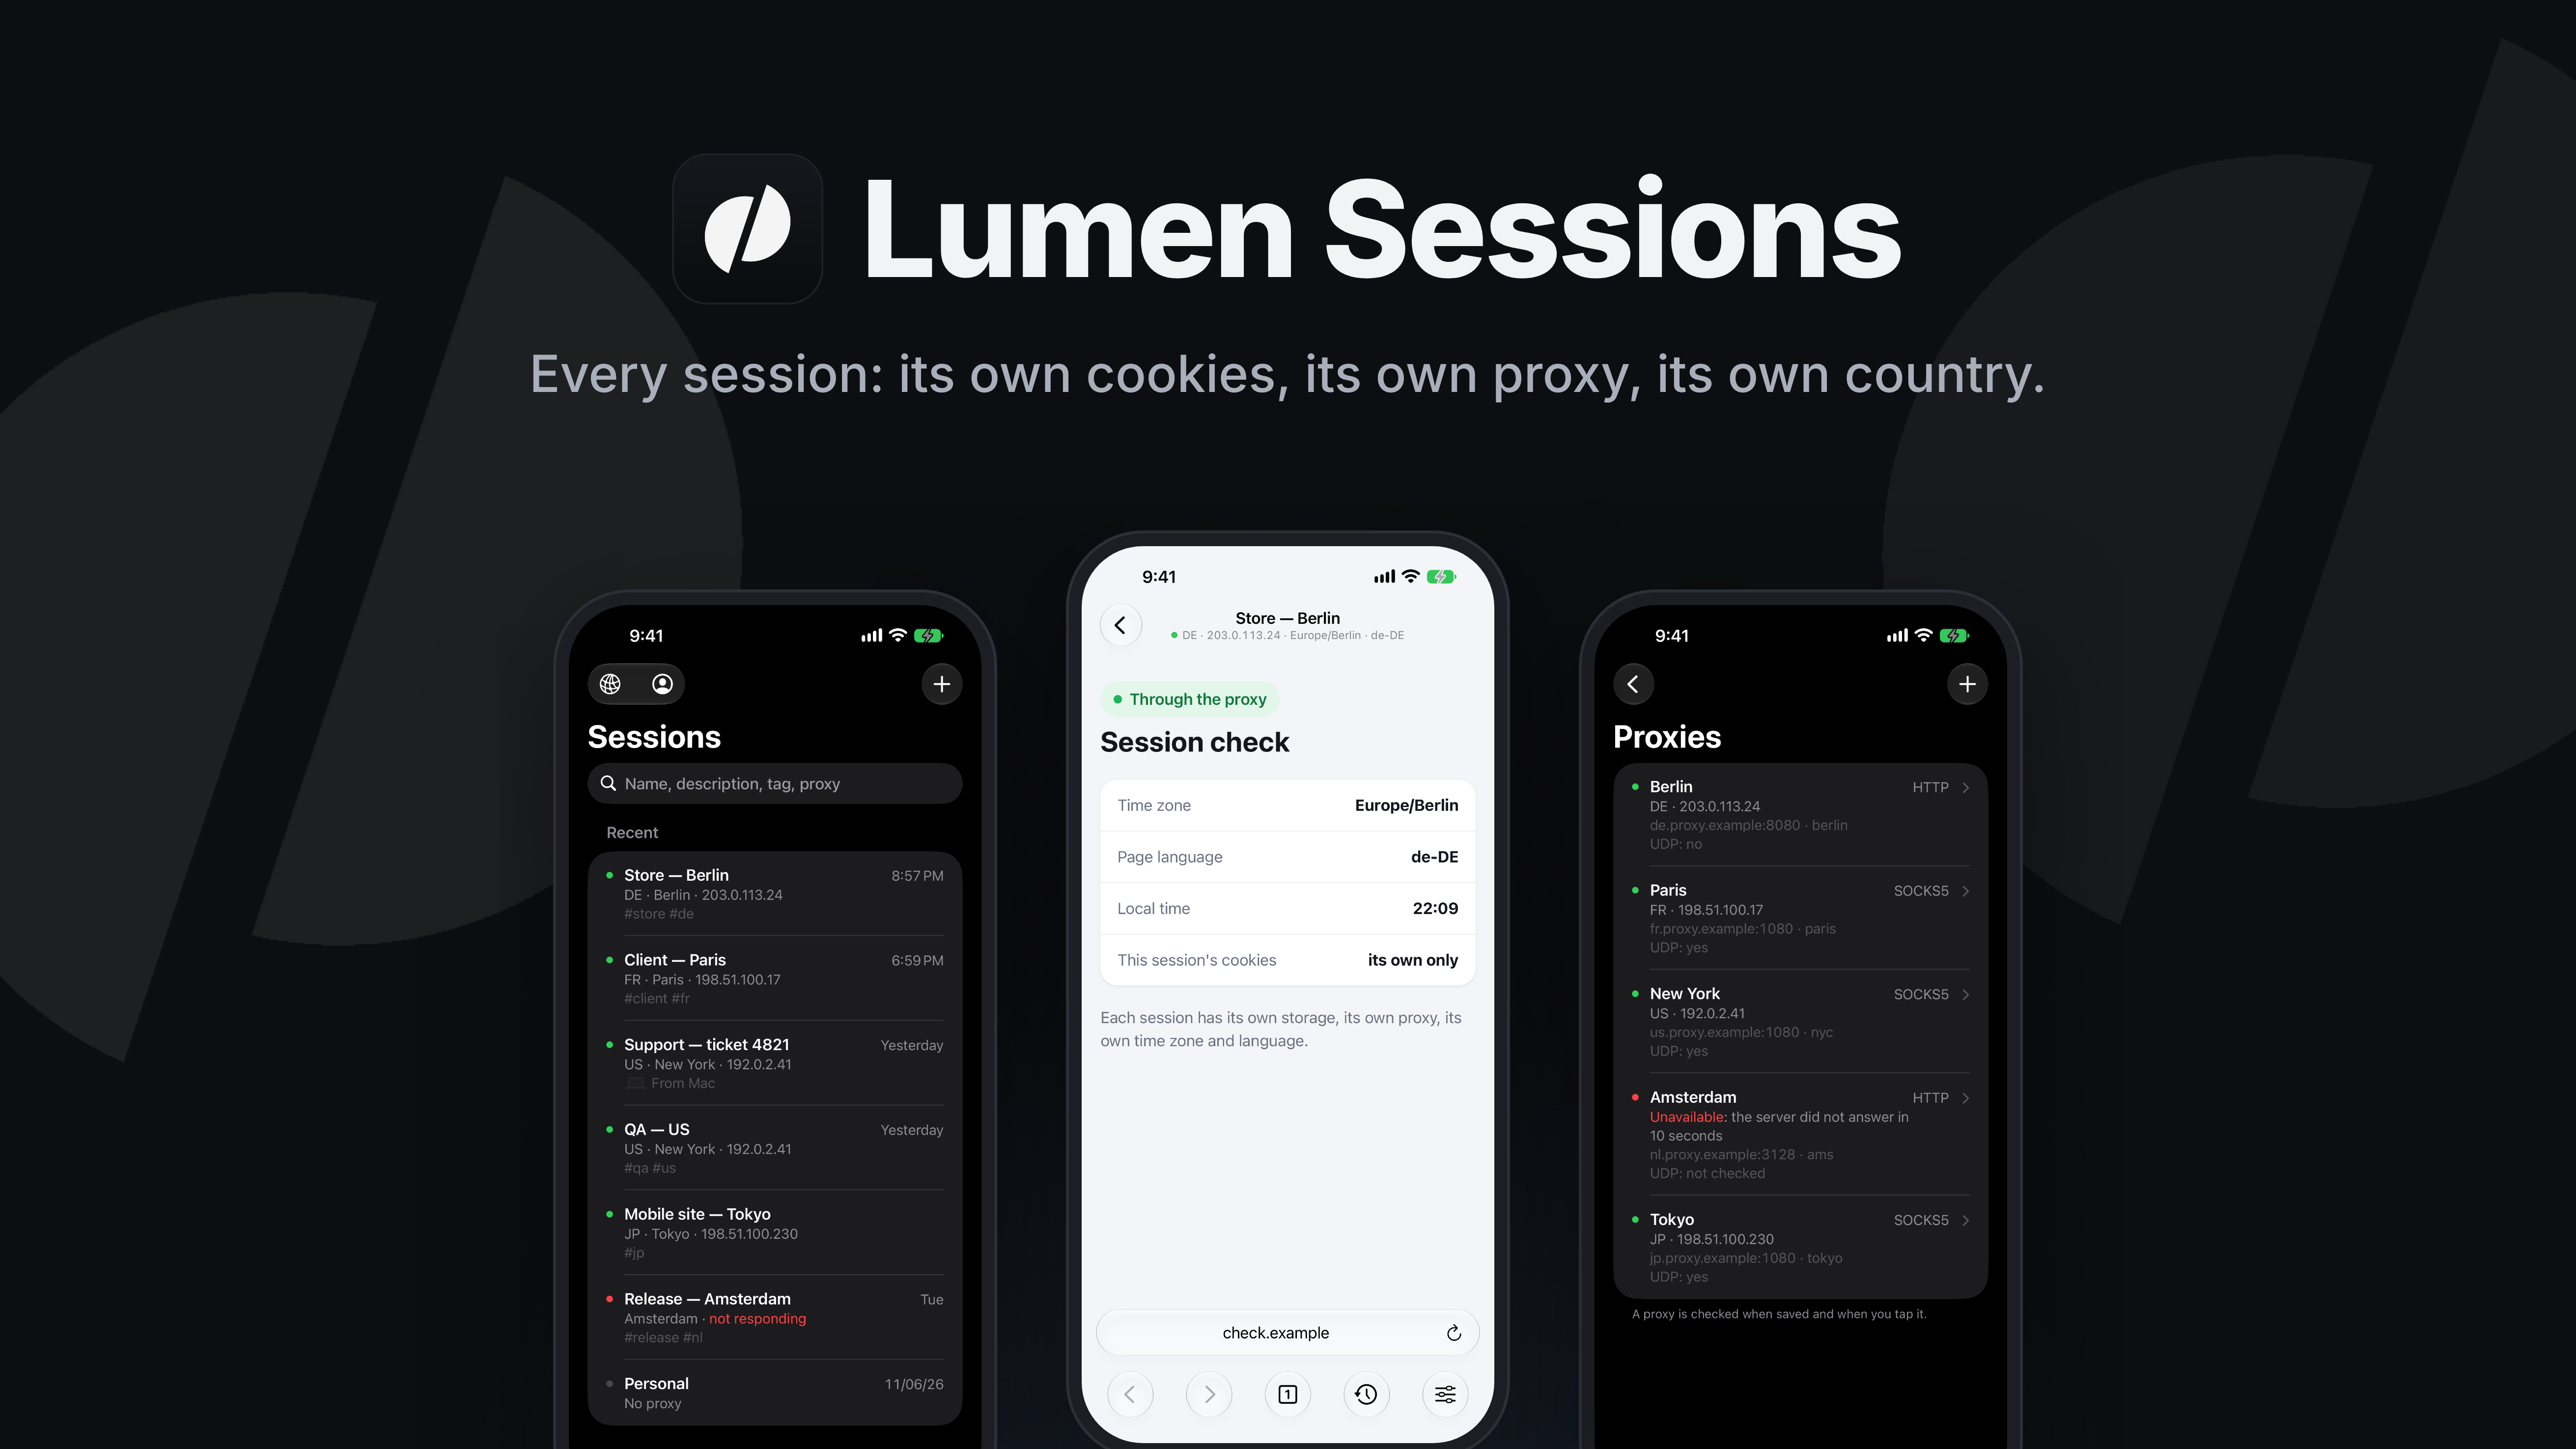 Lumen Sessions
Every session: its own cookies, its own proxy, its own country.
9:41
Sessions
Name, description, tag, proxy
Recent
Store — Berlin 8:57 PM
DE · Berlin · 203.0.113.24
#store #de
Client — Paris 6:59 PM
FR · Paris · 198.51.100.17
#client #fr
Support — ticket 4821 Yesterday
US · New York · 192.0.2.41
From Mac
QA — US Yesterday
US · New York · 192.0.2.41
#qa #us
Mobile site — Tokyo
JP · Tokyo · 198.51.100.230
#jp
Release — Amsterdam Tue
Amsterdam · not responding
#release #nl
Personal 11/06/26
No proxy
9:41
Store — Berlin
DE · 203.0.113.24 · Europe/Berlin · de-DE
Through the proxy
Session check
Time zone Europe/Berlin
Page language de-DE
Local time 22:09
This session's cookies its own only
Each session has its own storage, its own proxy, its
own time zone and language.
check.example
1
9:41
Proxies
Berlin HTTP
DE · 203.0.113.24
de.proxy.example:8080 · berlin
UDP: no
Paris SOCKS5
FR · 198.51.100.17
fr.proxy.example:1080 · paris
UDP: yes
New York SOCKS5
US · 192.0.2.41
us.proxy.example:1080 · nyc
UDP: yes
Amsterdam HTTP
Unavailable: the server did not answer in
10 seconds
nl.proxy.example:3128 · ams
UDP: not checked
Tokyo SOCKS5
JP · 198.51.100.230
jp.proxy.example:1080 · tokyo
UDP: yes
A proxy is checked when saved and when you tap it.